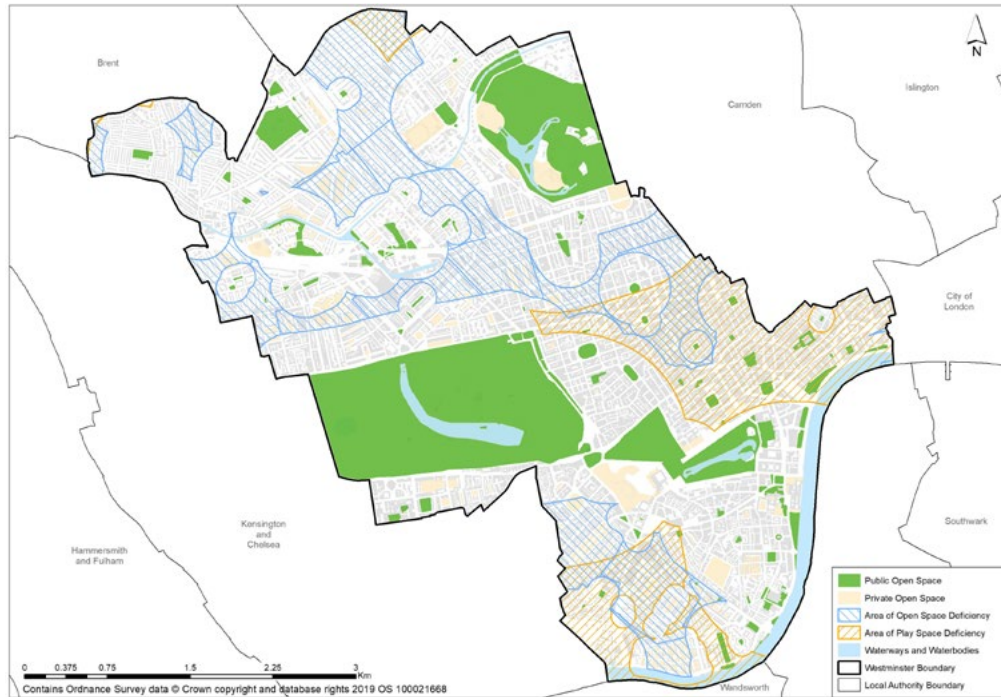 N
Brent
Camden
Islington
City of
London
Kensington
and
Chelsea
Hammersmith
and Fulham
Southwark
Wandsworth
Public Open Space
Private Open Space
Area of Open Space Deficiency
Area of Play Space Deficiency
Waterways and Waterbodies
Westminster Boundary
Local Authority Boundary
0 0.375 0.75 1.5 2.25 3
Km
Contains Ordnance Survey data © Crown copyright and database rights 2019 OS 100021668